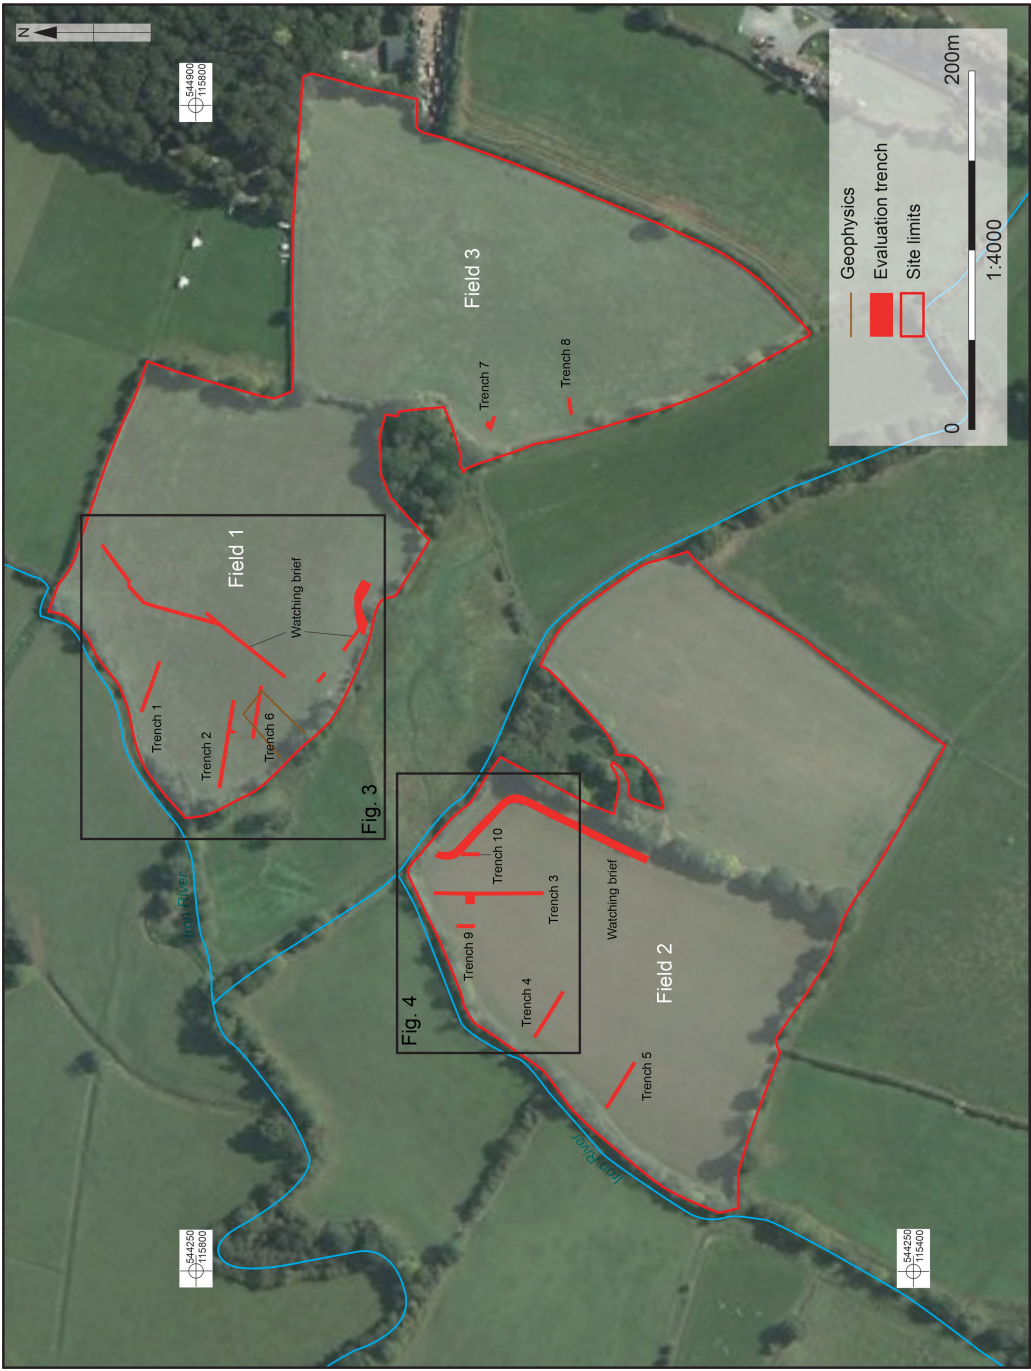 N
544900
115800
Field 3
Trench 7
Trench 8
Field 1
Watching brief
Trench 1
Trench 2
Trench 6
Fig. 3
Iron River
Fig. 4
Trench 10
Trench 3
Trench 9
Trench 4
Watching brief
Field 2
Trench 5
Iron River
544250
115800
544250
115400
Geophysics
Evaluation trench
Site limits
0
200m
1:4000